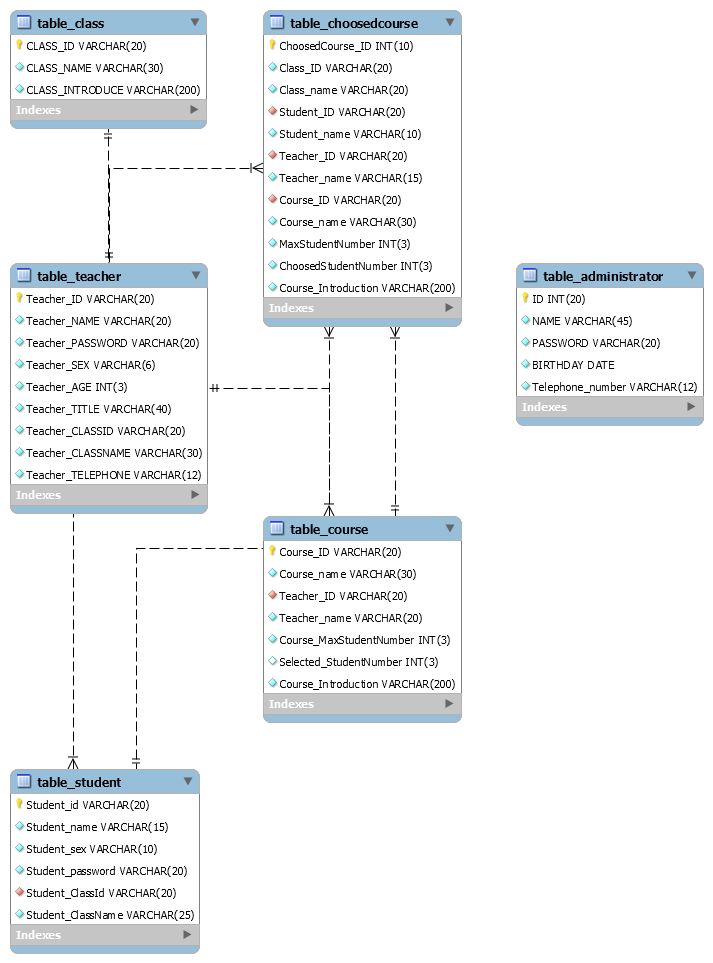 table_class
CLASS_ID VARCHAR(20)
CLASS_NAME VARCHAR(30)
CLASS_INTRODUCE VARCHAR(200)
Indexes
table_choosedcourse
ChoosedCourse_ID INT(10)
Class_ID VARCHAR(20)
Class_name VARCHAR(20)
Student_ID VARCHAR(20)
Student_name VARCHAR(10)
Teacher_ID VARCHAR(20)
Teacher_name VARCHAR(15)
Course_ID VARCHAR(20)
Course_name VARCHAR(30)
MaxStudentNumber INT(3)
ChoosedStudentNumber INT(3)
Course_Introduction VARCHAR(200)
Indexes
table_teacher
Teacher_ID VARCHAR(20)
Teacher_NAME VARCHAR(20)
Teacher_PASSWORD VARCHAR(20)
Teacher_SEX VARCHAR(6)
Teacher_AGE INT(3)
Teacher_TITLE VARCHAR(40)
Teacher_CLASSID VARCHAR(20)
Teacher_CLASSNAME VARCHAR(30)
Teacher_TELEPHONE VARCHAR(12)
Indexes
table_administrator
ID INT(20)
NAME VARCHAR(45)
PASSWORD VARCHAR(20)
BIRTHDAY DATE
Telephone_number VARCHAR(12)
Indexes
table_course
Course_ID VARCHAR(20)
Course_name VARCHAR(30)
Teacher_ID VARCHAR(20)
Teacher_name VARCHAR(20)
Course_MaxStudentNumber INT(3)
Selected_StudentNumber INT(3)
Course_Introduction VARCHAR(200)
Indexes
table_student
Student_id VARCHAR(20)
Student_name VARCHAR(15)
Student_sex VARCHAR(10)
Student_password VARCHAR(20)
Student_ClassId VARCHAR(20)
Student_ClassName VARCHAR(25)
Indexes